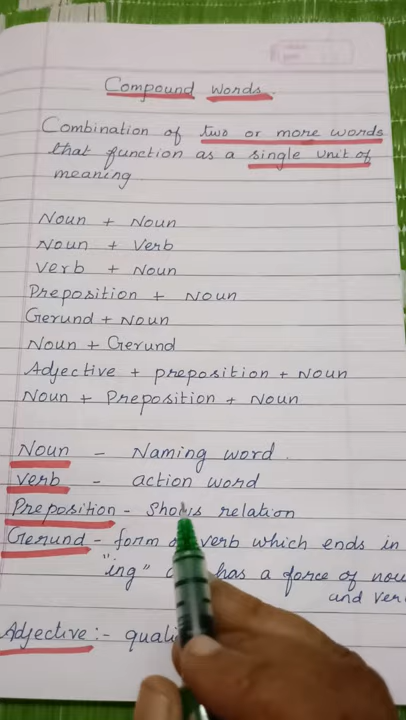 Compound Words.
Combination of two or more words
that function as a single unit of
meaning.
Noun + Noun
Noun + Verb
Verb + Noun
Preposition + Noun
Gerund + Noun
Noun + Gerund
Adjective + preposition + Noun
Noun + Preposition + Noun
Noun - Naming word.
Verb - action word
Preposition - Shows relation
Gerund - form verb which ends in
"ing" has a force of
and
Adjective :-